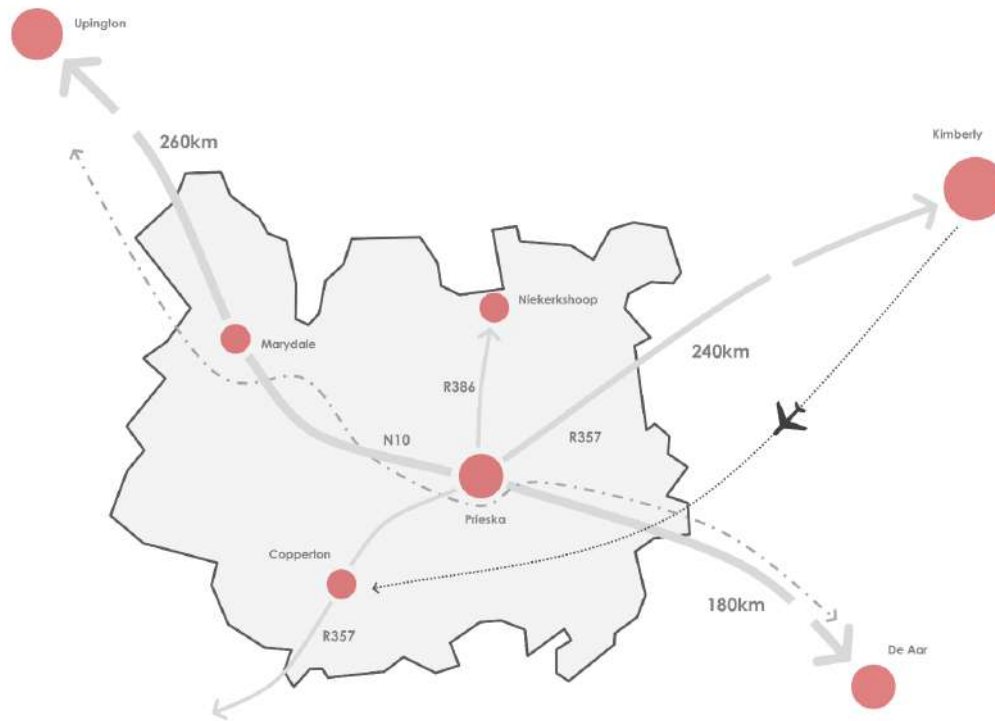 Upington
260km
Kimberly
Niekerkshoop
Marydale
240km
R386
N10
R357
Prieska
Copperton
180km
R357
De Aar